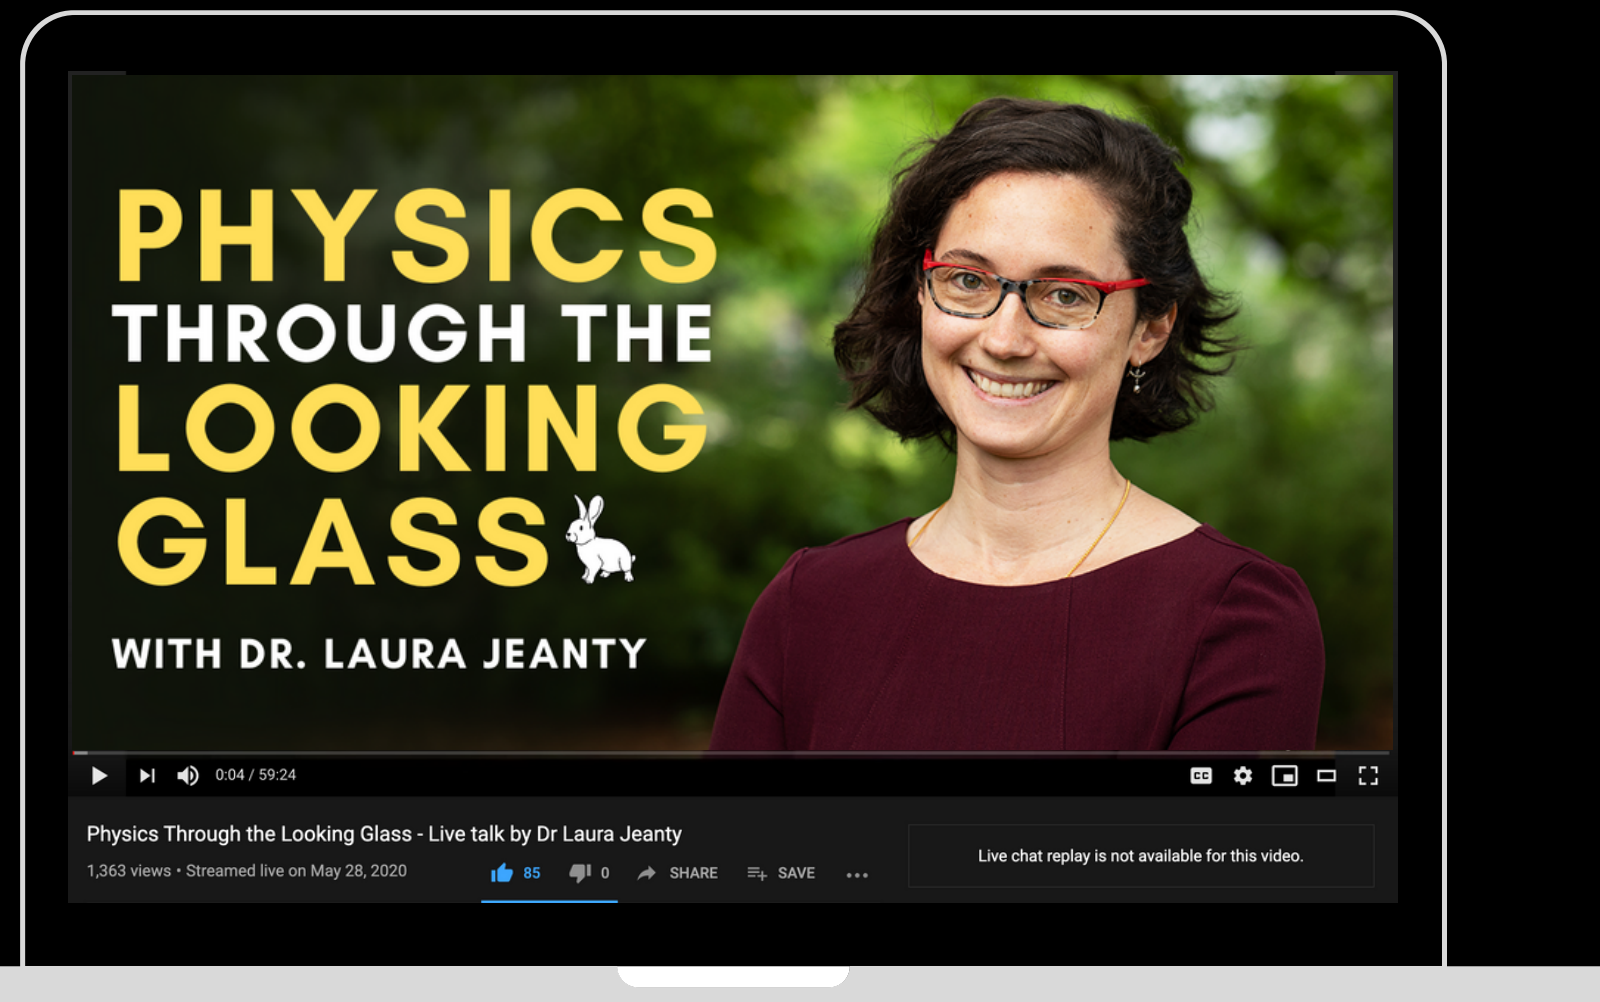 PHYSICS
THROUGH THE
LOOKING
GLASS
WITH DR. LAURA JEANTY
0:04 / 59:24
CC
Physics Through the Looking Glass - Live talk by Dr Laura Jeanty
1,363 views • Streamed live on May 28, 2020
85
0
SHARE
SAVE
Live chat replay is not available for this video.